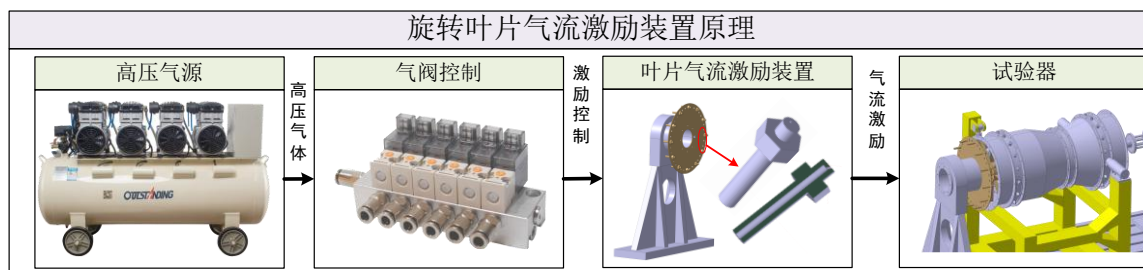 旋转叶片气流激励装置原理
高压气源
高压气体
气阀控制
激励控制
叶片气流激励装置
气流激励
试验器
OUTSTANDING